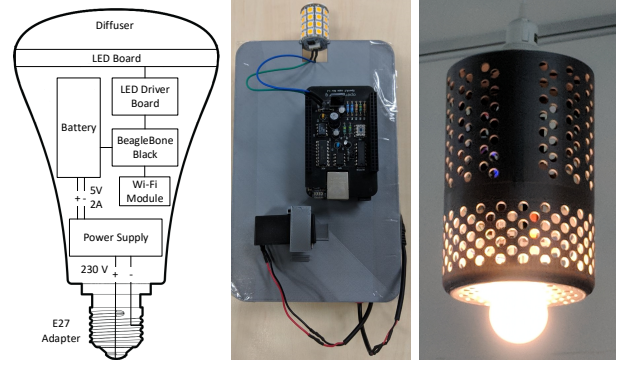 Diffuser
LED Board
LED Driver
Board
Battery
BeagleBone
Black
Wi-Fi
Module
+ -
5V
2A
Power Supply
230 V
+
-
E27
Adapter